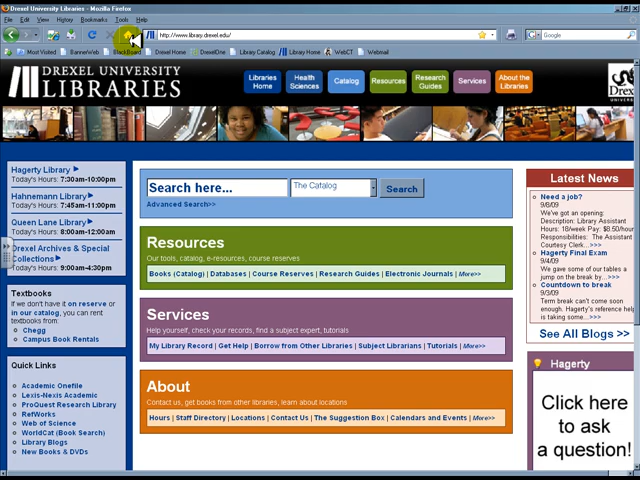 Drexel University Libraries - Mozilla Firefox
File Edit View History Bookmarks Tools Help
http://www.library.drexel.edu/
Most Visited BannerWeb BlackBoard Drexel Home DrexelOne Library Catalog Library Home WebCT Webmail
DREXEL UNIVERSITY
LIBRARIES
Libraries Home
Health Sciences
Catalog
Resources
Research Guides
Services
About the Libraries
Drex
UNIVER
Hagerty Library
Today's Hours: 7:30am-10:00pm
Hahnemann Library
Today's Hours: 7:45am-11:00pm
Queen Lane Library
Today's Hours: 8:00am-12:00am
Drexel Archives & Special
Collections
Today's Hours: 9:00am-4:30pm
Textbooks
If we don't have it on reserve or
in our catalog, you can rent
textbooks from:
Chegg
Campus Book Rentals
Quick Links
Academic Onefile
Lexis-Nexis Academic
ProQuest Research Library
RefWorks
Web of Science
WorldCat (Book Search)
Library Blogs
New Books & DVDs
Search here... The Catalog Search
Advanced Search>>
Resources
Our tools, catalog, e-resources, course reserves
Books (Catalog) | Databases | Course Reserves | Research Guides | Electronic Journals | More>>
Services
Help yourself, check your records, find a subject expert, tutorials
My Library Record | Get Help | Borrow from Other Libraries | Subject Librarians | Tutorials | More>>
About
Contact us, get books from other libraries, learn about locations
Hours | Staff Directory | Locations | Contact Us | The Suggestion Box | Calendars and Events | More>>
Latest News
Need a job?
9/8/09
We've got an opening:
Description: Library Assistant
Hours: 18/week Pay: $8.50/hour
Responsibilities: The Assistant
Courtesy Clerk...>>>
Hagerty Final Exam
9/4/09
We gave some of our tables a
jump on the break by...>>>
Countdown to break
9/3/09
Term break can't come soon
enough. Hagerty's reference help
is taking some...>>>
See All Blogs >>
Hagerty
Click here
to ask
a question!